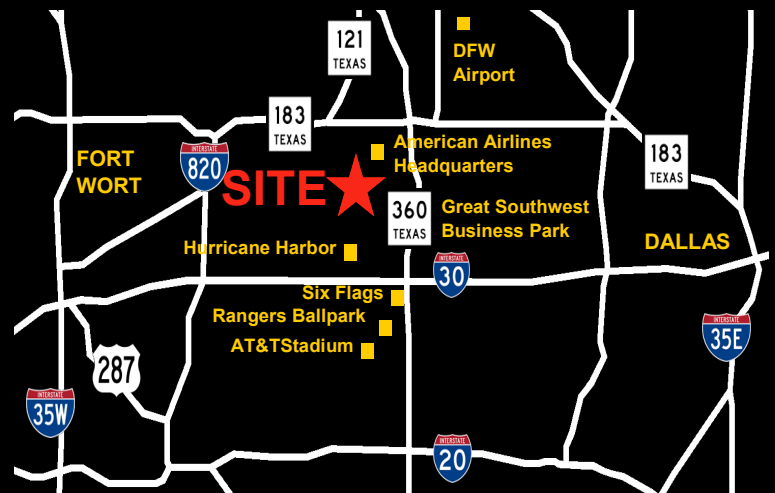 121
TEXAS
DFW
Airport
183
TEXAS
American Airlines
Headquarters
FORT
WORT
INTERSTATE
820
183
TEXAS
SITE
360
TEXAS
Great Southwest
Business Park
DALLAS
Hurricane Harbor
INTERSTATE
30
Six Flags
Rangers Ballpark
INTERSTATE
35E
AT&TStadium
287
INTERSTATE
35W
INTERSTATE
20